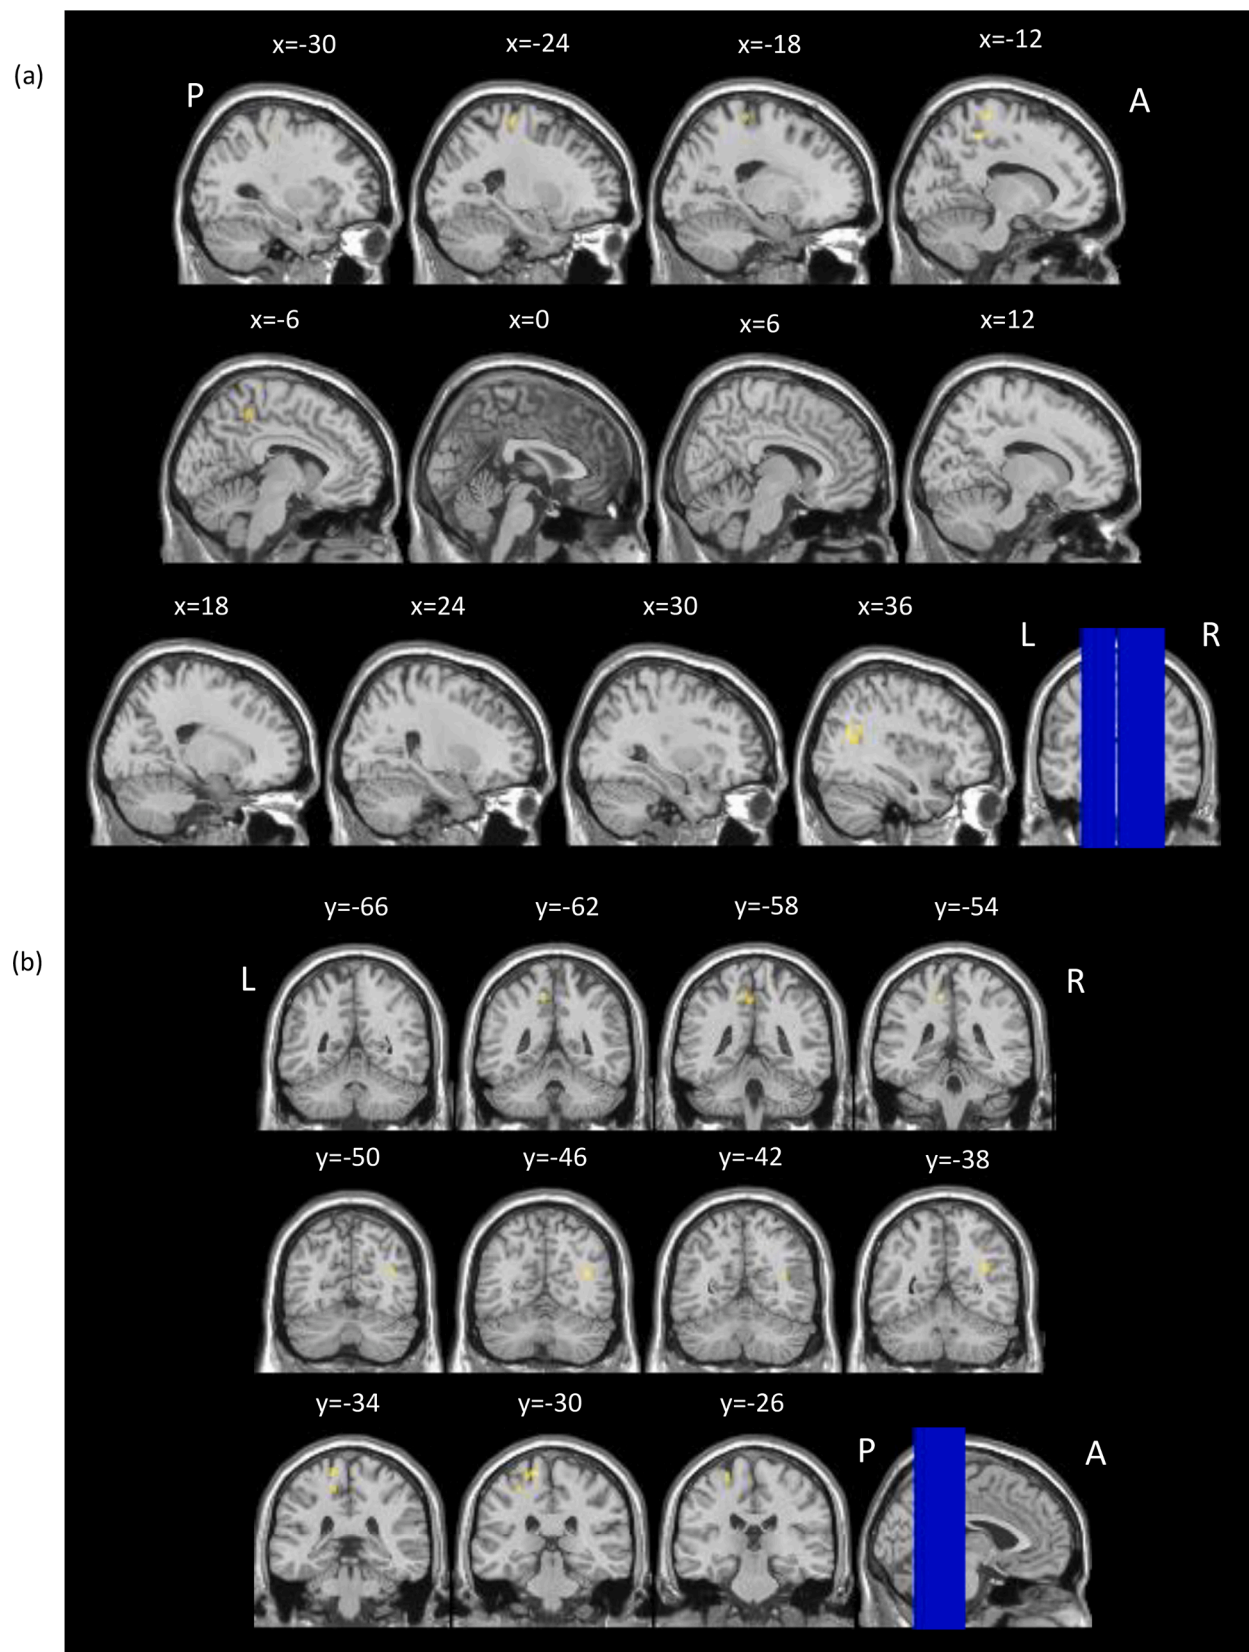 (a)
x=-30 x=-24 x=-18 x=-12
P A
x=-6 x=0 x=6 x=12
x=18 x=24 x=30 x=36
L R
(b)
y=-66 y=-62 y=-58 y=-54
L R
y=-50 y=-46 y=-42 y=-38
y=-34 y=-30 y=-26
P A